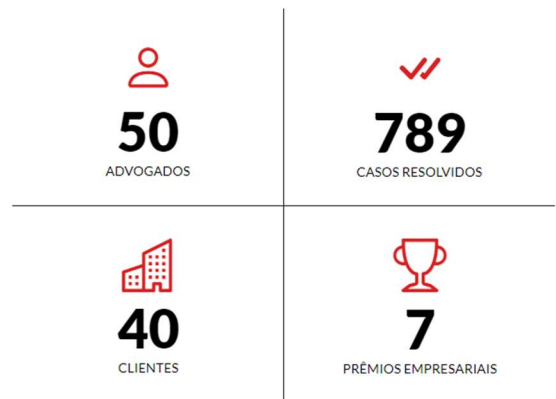 50
ADVOGADOS
789
CASOS RESOLVIDOS
40
CLIENTES
7
PRÊMIOS EMPRESARIAIS